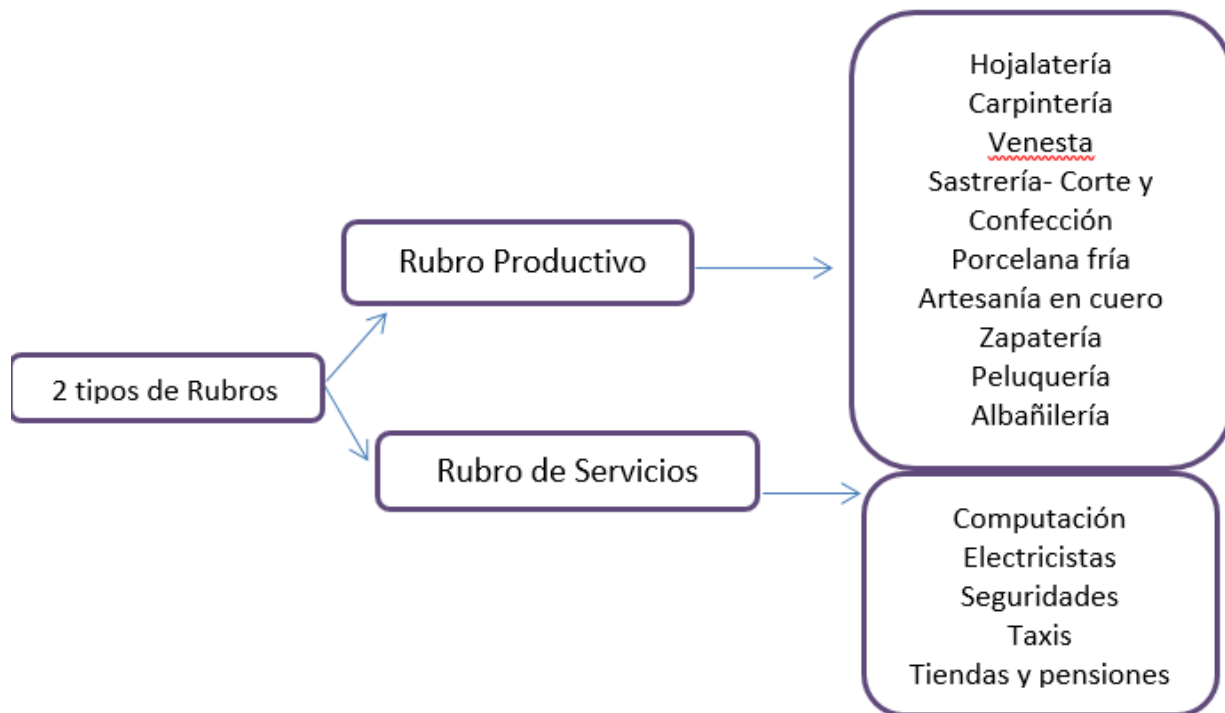 2 tipos de Rubros
Rubro Productivo
Hojalatería
Carpintería
Venesta
Sastrería- Corte y
Confección
Porcelana fría
Artesanía en cuero
Zapatería
Peluquería
Albañilería
Rubro de Servicios
Computación
Electricistas
Seguridades
Taxis
Tiendas y pensiones